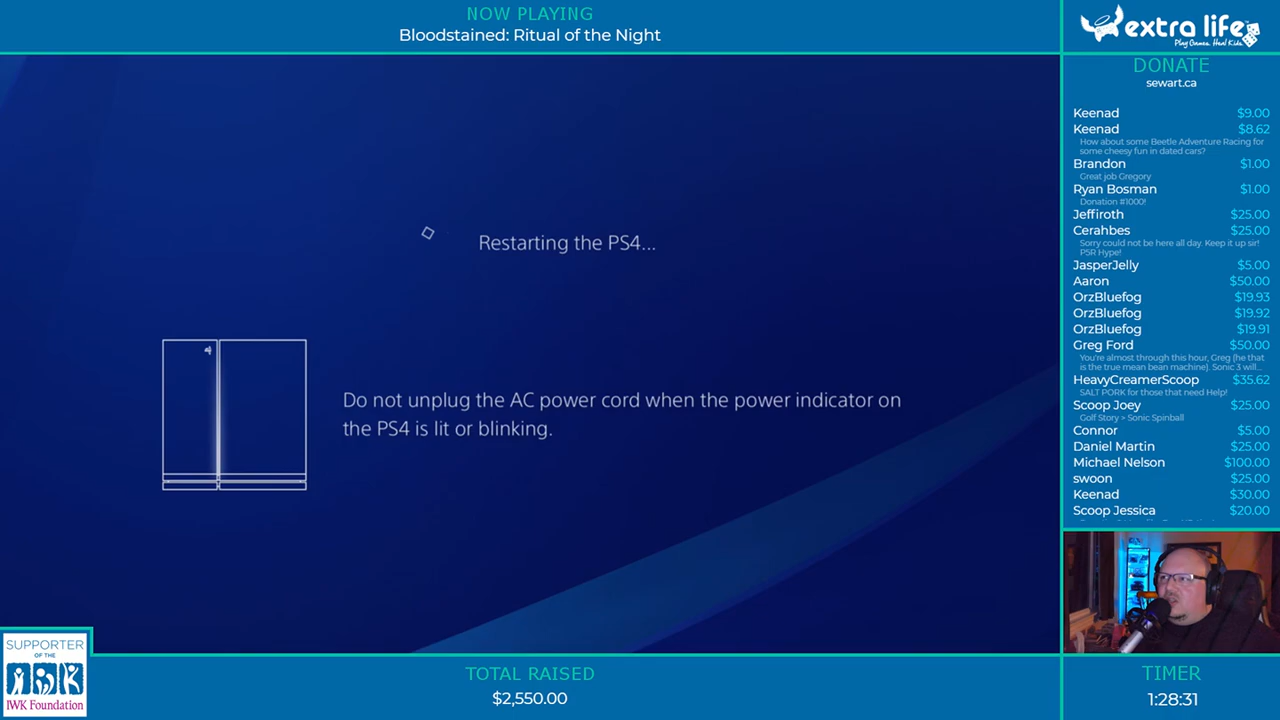 NOW PLAYING
Bloodstained: Ritual of the Night
extra life
Play Games. Heal Kids.
DONATE
sewart.ca
Keenad $9.00
Keenad $8.62
How about some Beetle Adventure Racing for
some cheesy fun in dated cars?
Brandon $1.00
Great job Gregory
Ryan Bosman $1.00
Donation #1000!
Jeffiroth $25.00
Cerahbes $25.00
Sorry could not be here all day. Keep it up sir!
P5R Hype!
JasperJelly $5.00
Aaron $50.00
OrzBluefog $19.93
OrzBluefog $19.92
OrzBluefog $19.91
Greg Ford $50.00
You're almost through this hour, Greg (he that
is the true mean bean machine). Sonic 3 will...
HeavyCreamerScoop $35.62
SALT PORK for those that need Help!
Scoop Joey $25.00
Golf Story > Sonic Spinball
Connor $5.00
Daniel Martin $25.00
Michael Nelson $100.00
swoon $25.00
Keenad $30.00
Scoop Jessica $20.00
Restarting the PS4...
Do not unplug the AC power cord when the power indicator on
the PS4 is lit or blinking.
SUPPORTER
OF THE
IWK
IWK Foundation
TOTAL RAISED
$2,550.00
TIMER
1:28:31